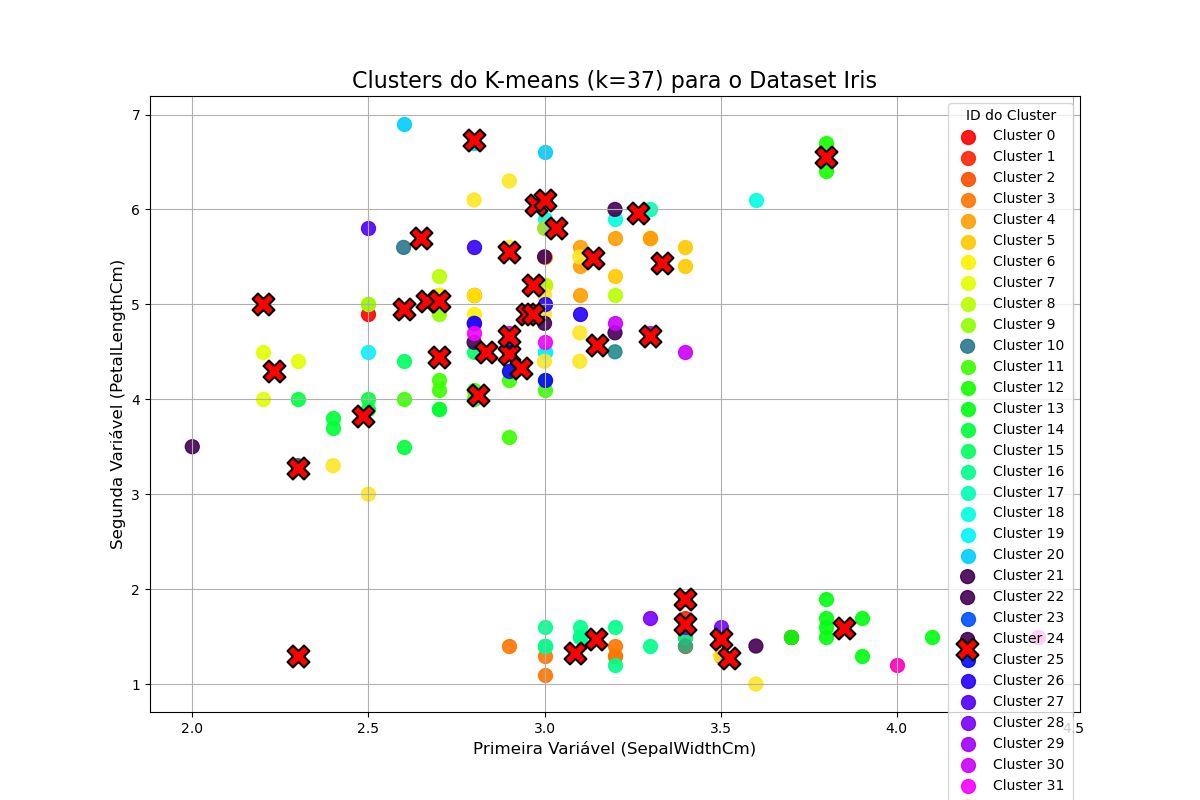 Clusters do K-means (k=37) para o Dataset Iris
7
6
5
4
3
2
1
Segunda Variável (PetalLengthCm)
2.0
2.5
3.0
3.5
4.0
4.5
Primeira Variável (SepalWidthCm)
ID do Cluster
Cluster 0
Cluster 1
Cluster 2
Cluster 3
Cluster 4
Cluster 5
Cluster 6
Cluster 7
Cluster 8
Cluster 9
Cluster 10
Cluster 11
Cluster 12
Cluster 13
Cluster 14
Cluster 15
Cluster 16
Cluster 17
Cluster 18
Cluster 19
Cluster 20
Cluster 21
Cluster 22
Cluster 23
Cluster 24
Cluster 25
Cluster 26
Cluster 27
Cluster 28
Cluster 29
Cluster 30
Cluster 31